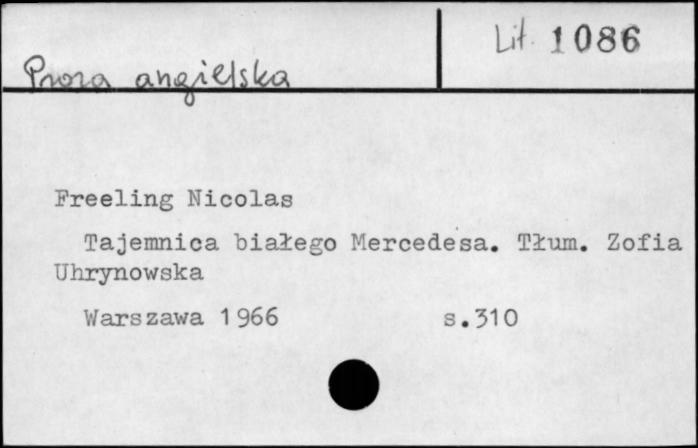 Lit. 1086
Proza angielska
Freeling Nicolas
Tajemnica białego Mercedesa. Tłum. Zofia
Uhrynowska
Warszawa 1966 s.310